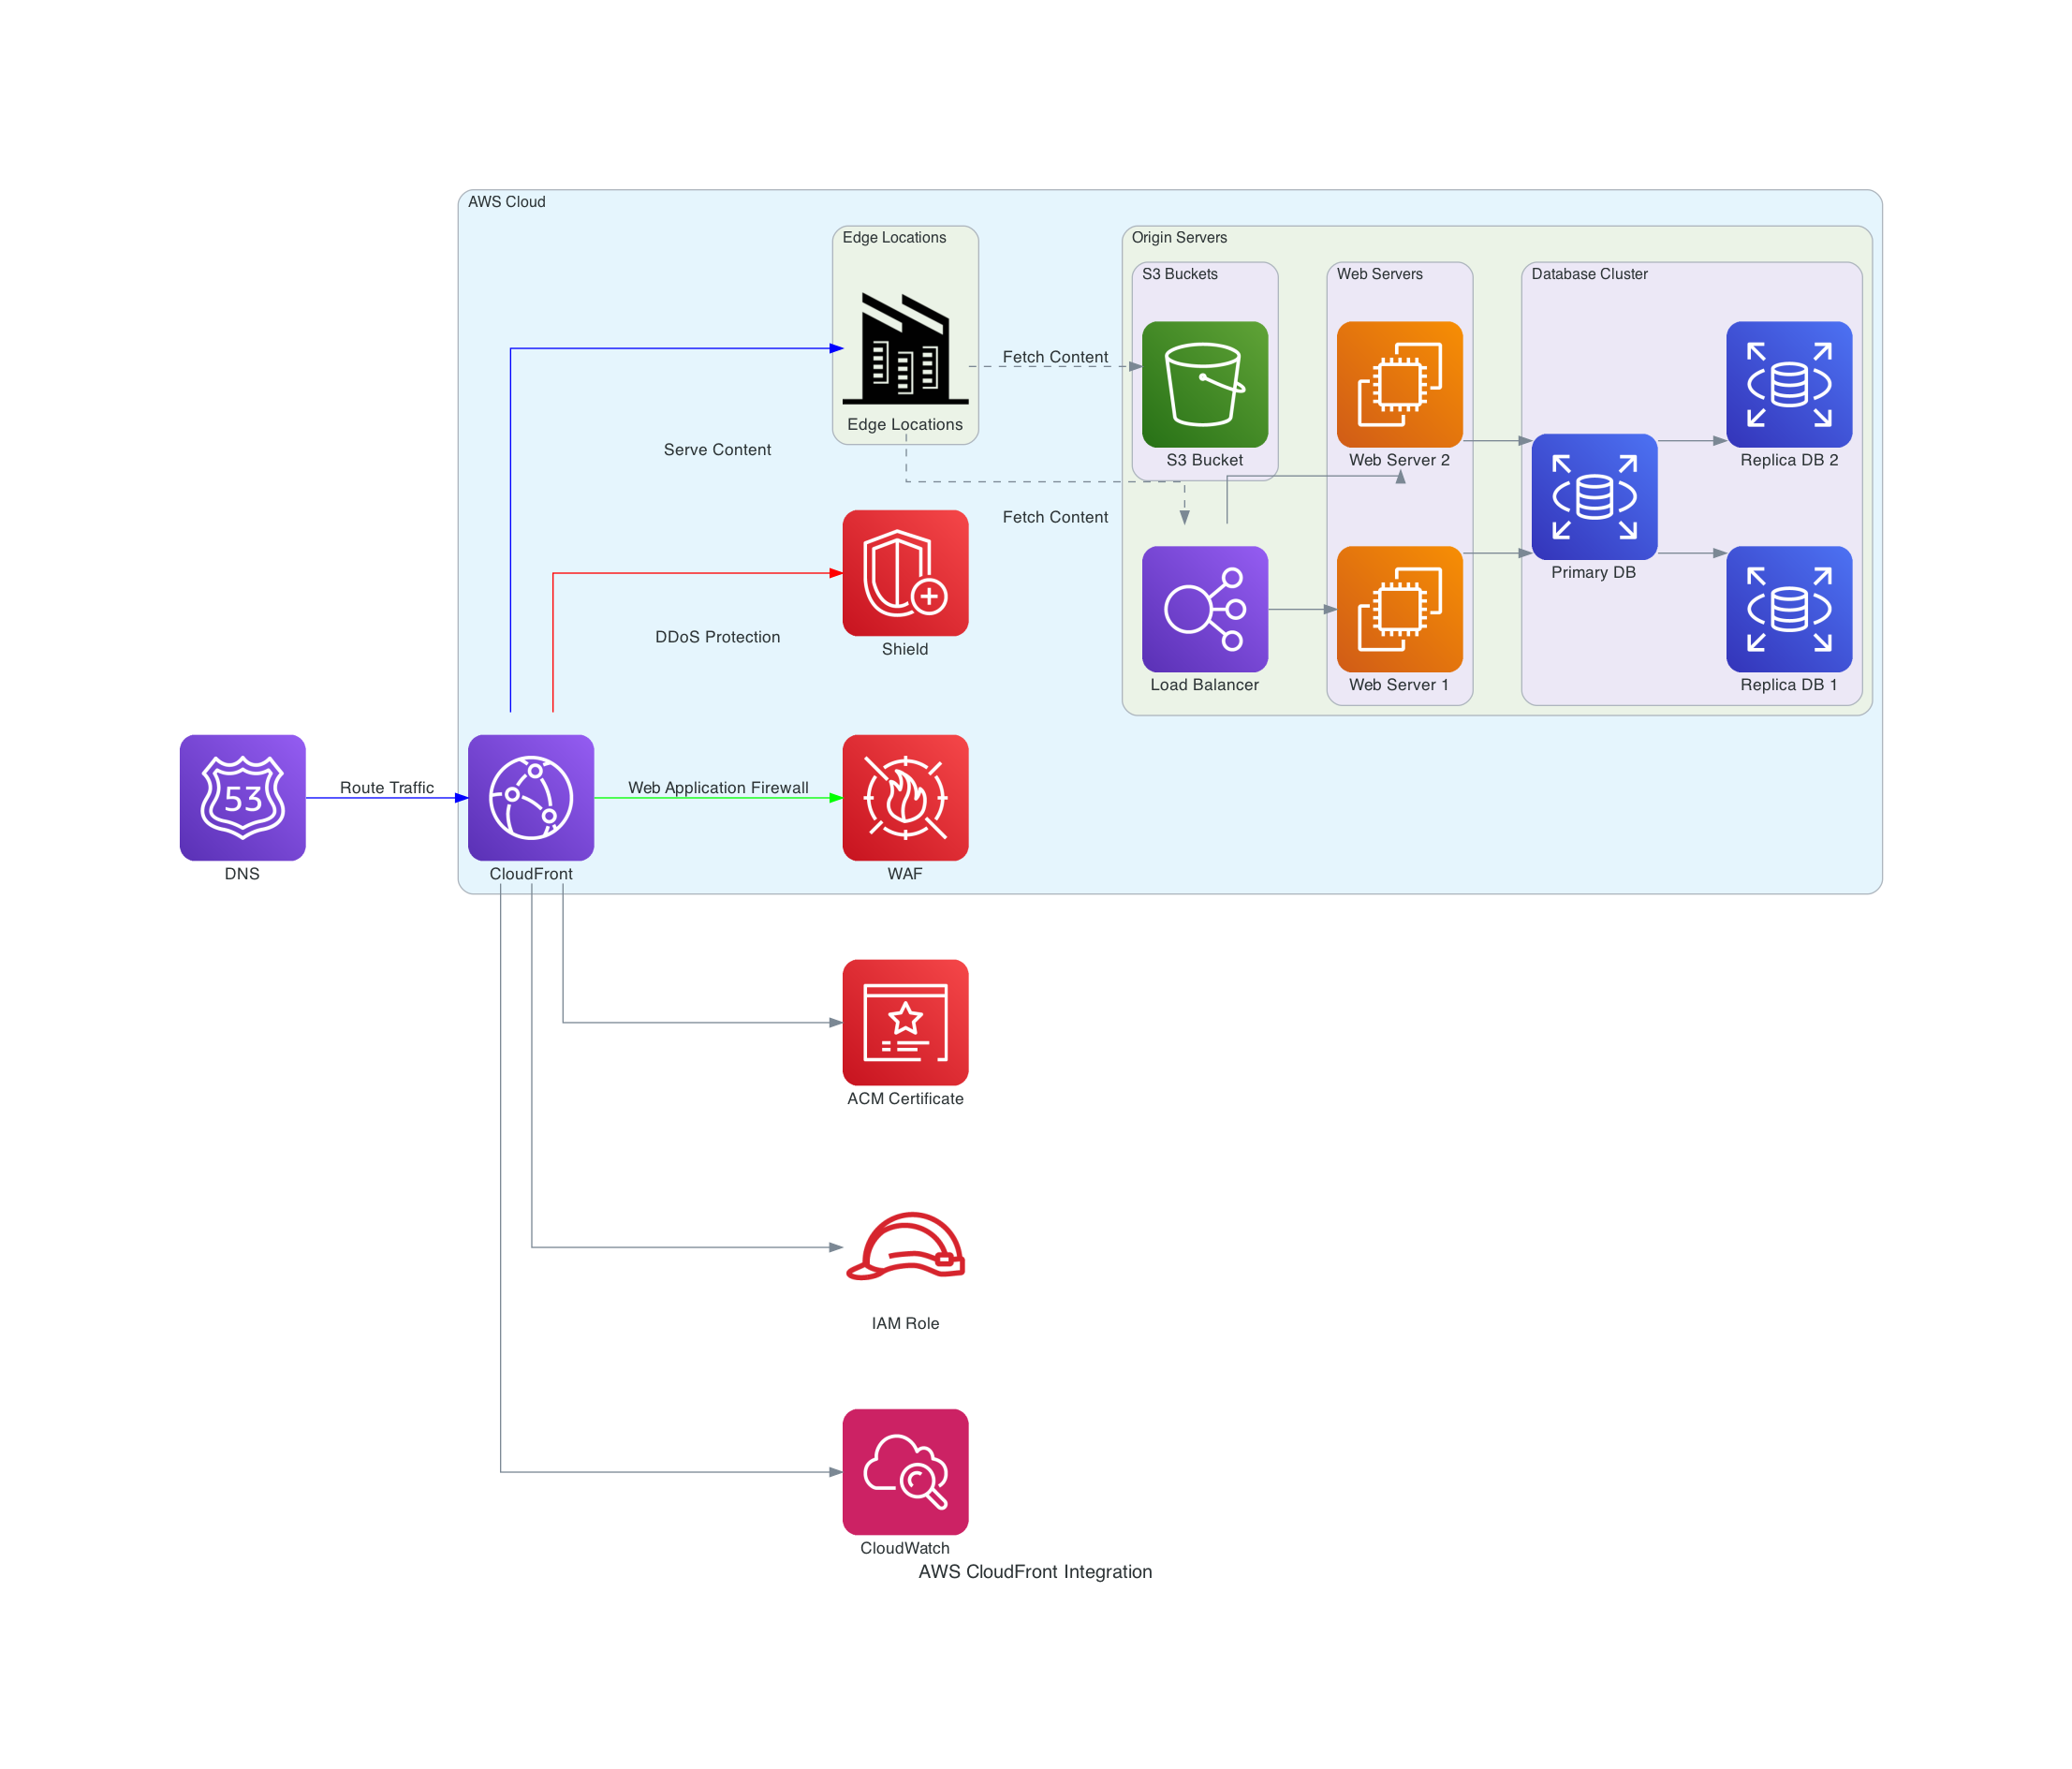 AWS Cloud
Edge Locations
Origin Servers
S3 Buckets
Web Servers
Database Cluster
Fetch Content
Edge Locations
Serve Content
S3 Bucket
Web Server 2
Replica DB 2
Fetch Content
Primary DB
DDoS Protection
Shield
Load Balancer
Web Server 1
Replica DB 1
53
Route Traffic
Web Application Firewall
DNS
CloudFront
WAF
ACM Certificate
IAM Role
CloudWatch
AWS CloudFront Integration